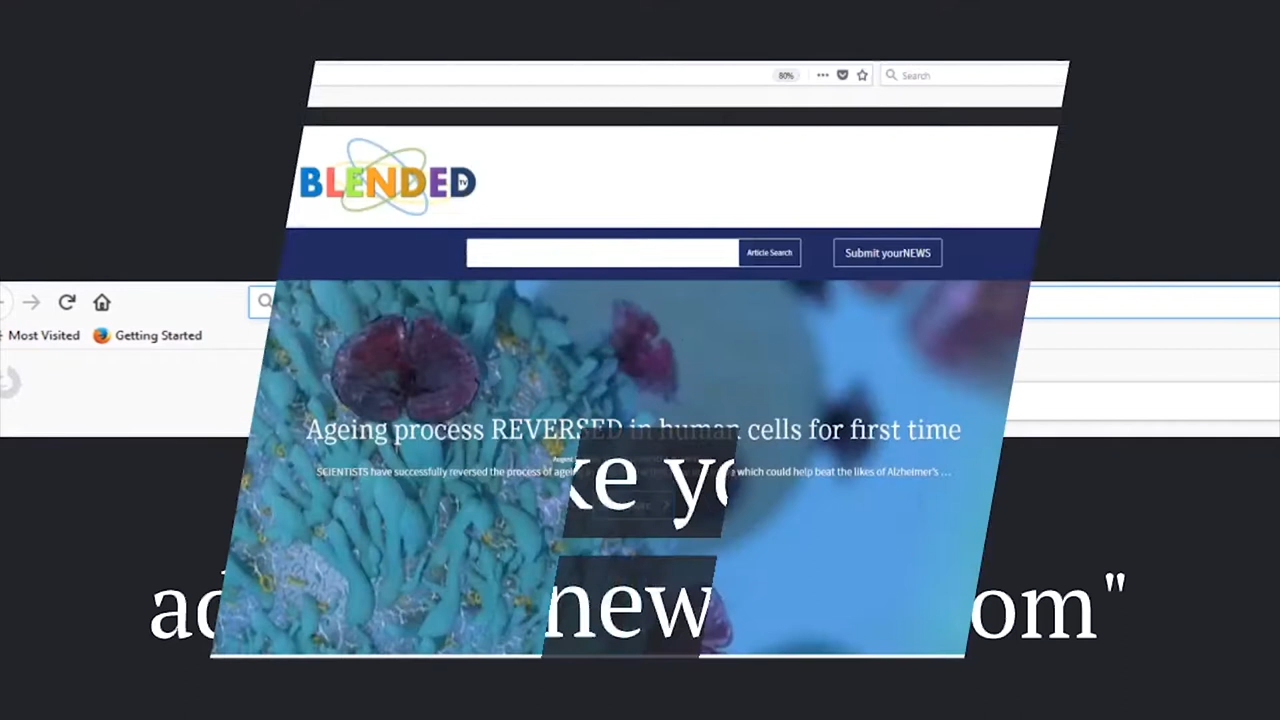 80%
Search
BLENDED TV
Article Search
Submit yourNEWS
Most Visited
Getting Started
Ageing process REVERSED in human cells for first time
SCIENTISTS have successfully reversed the process of which could help beat the likes of Alzheimer's ...
ke yo
ad new om"